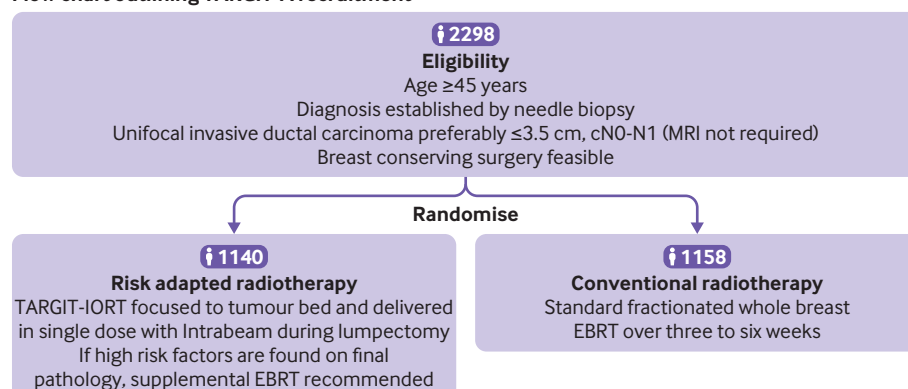 Flow chart outlining TARGIT-A recruitment
2298
Eligibility
Age ≥45 years
Diagnosis established by needle biopsy
Unifocal invasive ductal carcinoma preferably ≤3.5 cm, cN0-N1 (MRI not required)
Breast conserving surgery feasible
Randomise
1140
Risk adapted radiotherapy
TARGIT-IORT focused to tumour bed and delivered
in single dose with Intrabeam during lumpectomy
If high risk factors are found on final
pathology, supplemental EBRT recommended
1158
Conventional radiotherapy
Standard fractionated whole breast
EBRT over three to six weeks